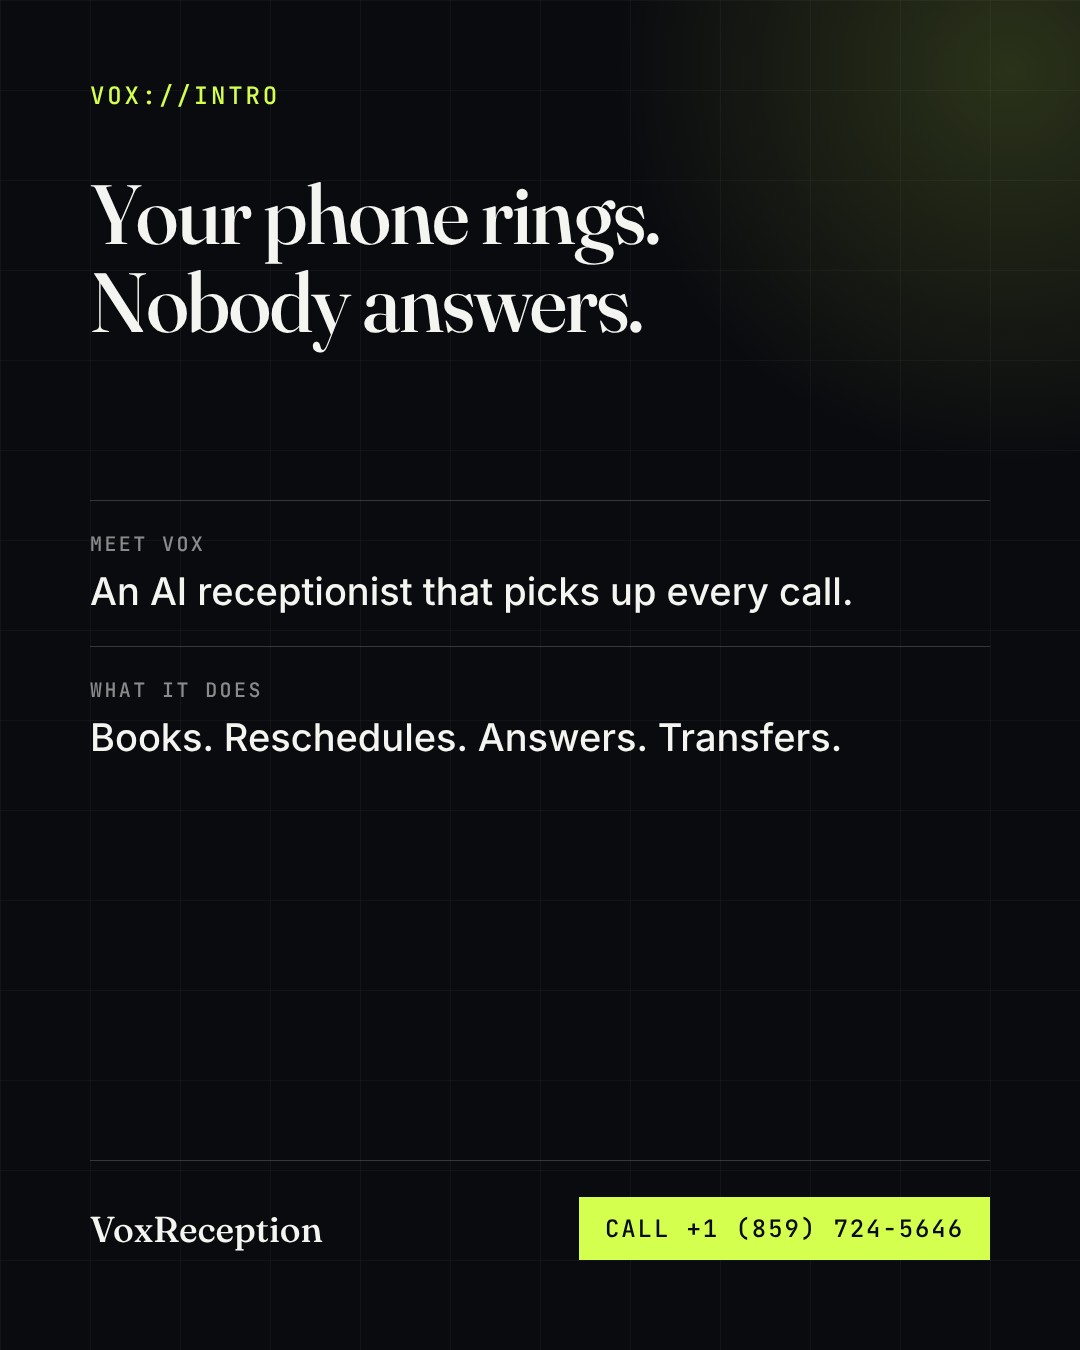 VOX://INTRO
Your phone rings.
Nobody answers.
MEET VOX
An AI receptionist that picks up every call.
WHAT IT DOES
Books. Reschedules. Answers. Transfers.
VoxReception
CALL +1 (859) 724-5646